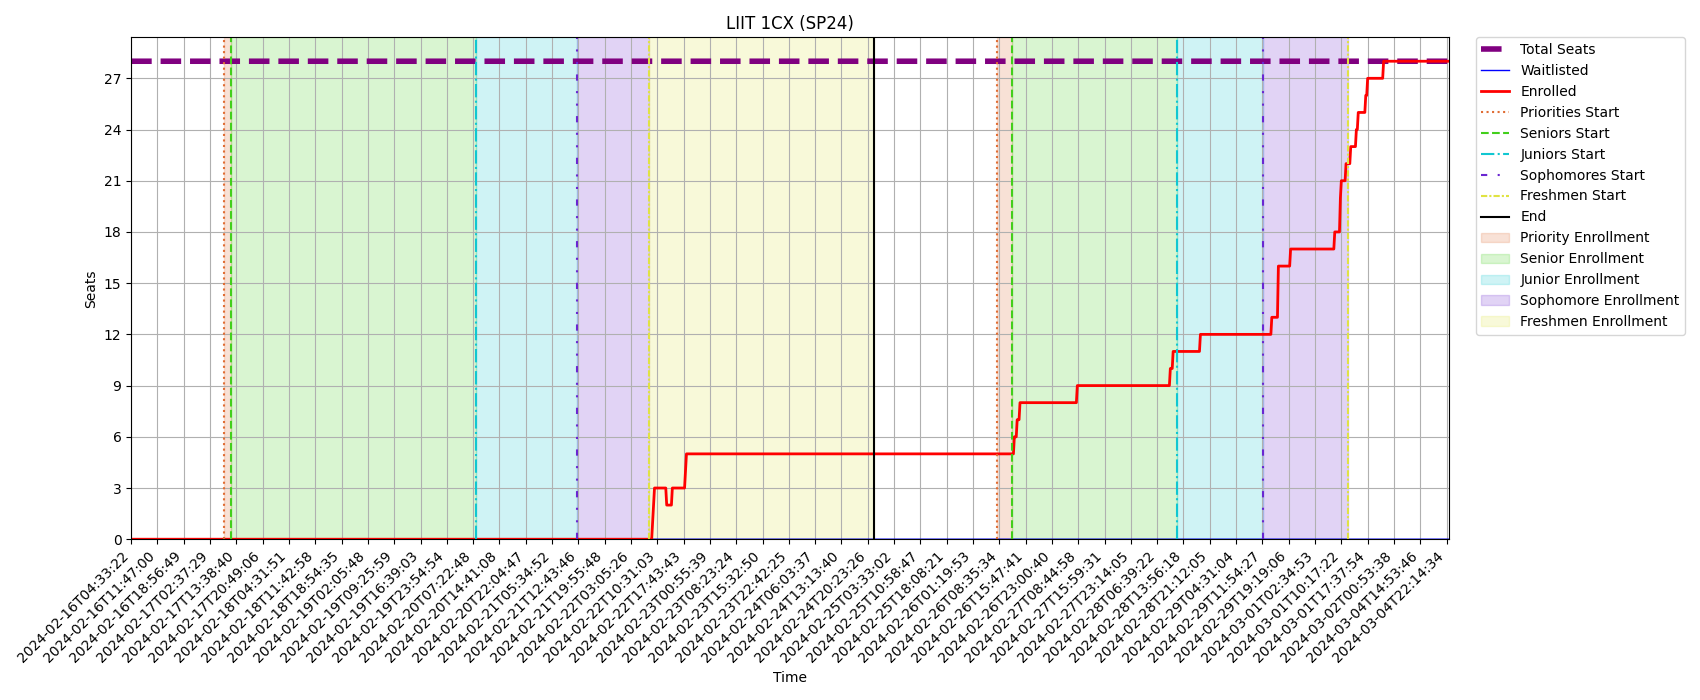 LIIT 1CX (SP24)
Seats
27
24
21
18
15
12
9
6
3
0
2024-02-16T04:33:22
2024-02-16T11:47:00
2024-02-16T18:56:49
2024-02-17T02:37:29
2024-02-17T13:38:40
2024-02-17T20:49:06
2024-02-18T04:31:51
2024-02-18T11:42:58
2024-02-18T18:54:35
2024-02-19T02:05:48
2024-02-19T09:25:59
2024-02-19T16:39:03
2024-02-19T23:54:54
2024-02-20T07:22:48
2024-02-20T14:41:08
2024-02-20T22:04:47
2024-02-21T05:34:52
2024-02-21T12:43:46
2024-02-21T19:55:48
2024-02-22T03:05:26
2024-02-22T10:31:03
2024-02-22T17:43:43
2024-02-23T00:55:39
2024-02-23T08:23:24
2024-02-23T15:32:50
2024-02-23T22:42:25
2024-02-24T06:03:37
2024-02-24T13:13:40
2024-02-24T20:23:26
2024-02-25T03:33:02
2024-02-25T10:58:47
2024-02-25T18:08:21
2024-02-26T01:19:53
2024-02-26T08:35:34
2024-02-26T15:47:41
2024-02-26T23:00:40
2024-02-27T08:44:58
2024-02-27T15:59:31
2024-02-27T23:14:05
2024-02-28T06:39:22
2024-02-28T13:56:18
2024-02-28T21:12:05
2024-02-29T04:31:04
2024-02-29T11:54:27
2024-02-29T19:19:06
2024-03-01T02:34:53
2024-03-01T10:17:22
2024-03-01T17:37:54
2024-03-02T00:53:38
2024-03-04T14:53:46
2024-03-04T22:14:34
Time
Total Seats
Waitlisted
Enrolled
Priorities Start
Seniors Start
Juniors Start
Sophomores Start
Freshmen Start
End
Priority Enrollment
Senior Enrollment
Junior Enrollment
Sophomore Enrollment
Freshmen Enrollment